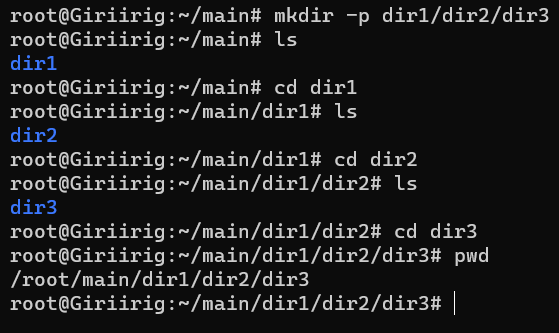 root@Giriirig:~/main# mkdir -p dir1/dir2/dir3
root@Giriirig:~/main# ls
dir1
root@Giriirig:~/main# cd dir1
root@Giriirig:~/main/dir1# ls
dir2
root@Giriirig:~/main/dir1# cd dir2
root@Giriirig:~/main/dir1/dir2# ls
dir3
root@Giriirig:~/main/dir1/dir2# cd dir3
root@Giriirig:~/main/dir1/dir2/dir3# pwd
/root/main/dir1/dir2/dir3
root@Giriirig:~/main/dir1/dir2/dir3#